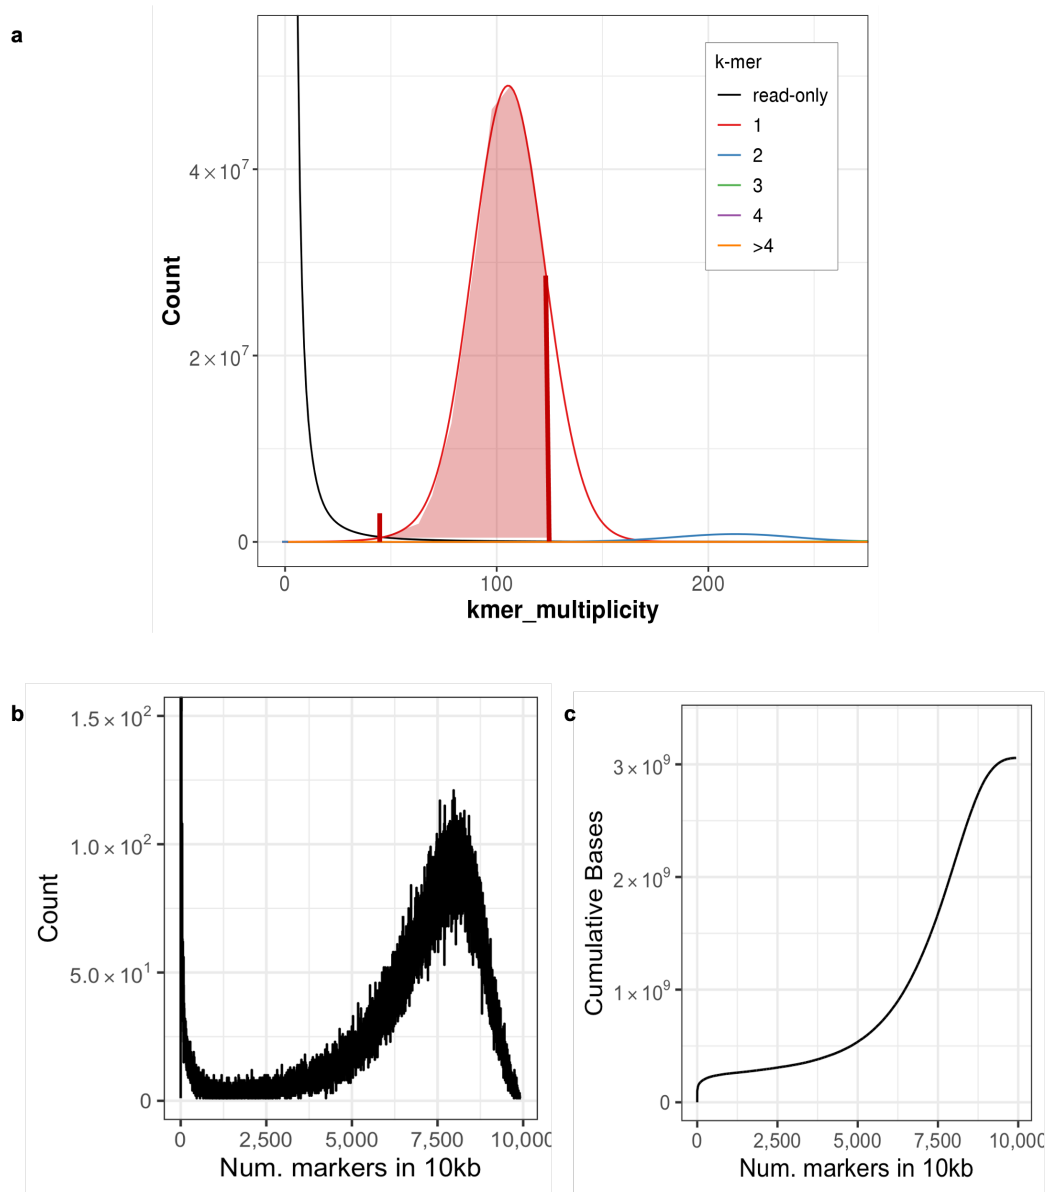 a
k-mer
read-only
1
2
3
4
>4
4 × 10⁷
2 × 10⁷
0
Count
0 100 200
kmer_multiplicity
b
1.5 × 10²
1.0 × 10²
5.0 × 10¹
0
Count
0 2,500 5,000 7,500 10,000
Num. markers in 10kb
c
3 × 10⁹
2 × 10⁹
1 × 10⁹
0
Cumulative Bases
0 2,500 5,000 7,500 10,000
Num. markers in 10kb